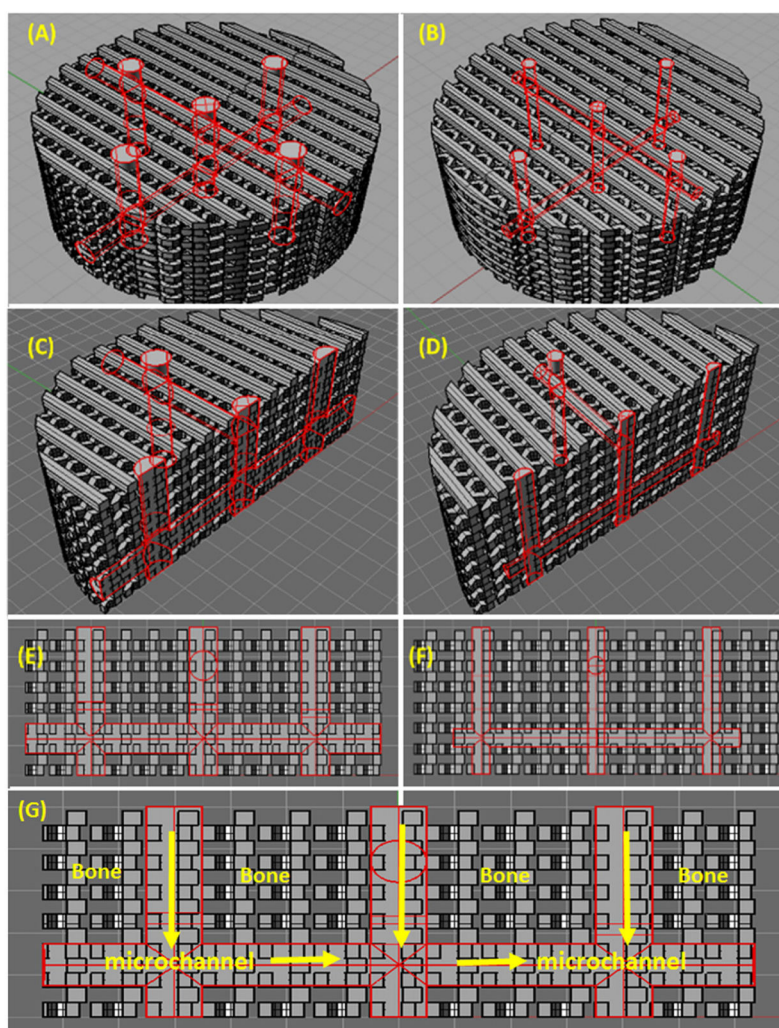 (A)
(B)
(C)
(D)
(E)
(F)
(G)
Bone Bone Bone Bone
microchannel microchannel